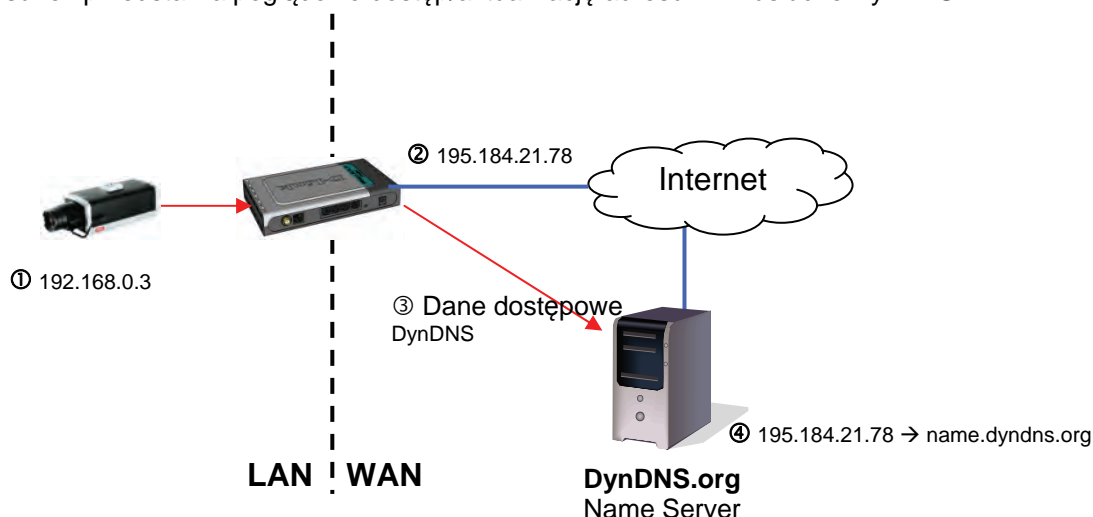 ② 195.184.21.78
Internet
D-Link
① 192.168.0.3
③ Dane dostępowe
DynDNS
④ 195.184.21.78 → name.dyndns.org
LAN WAN
DynDNS.org
Name Server